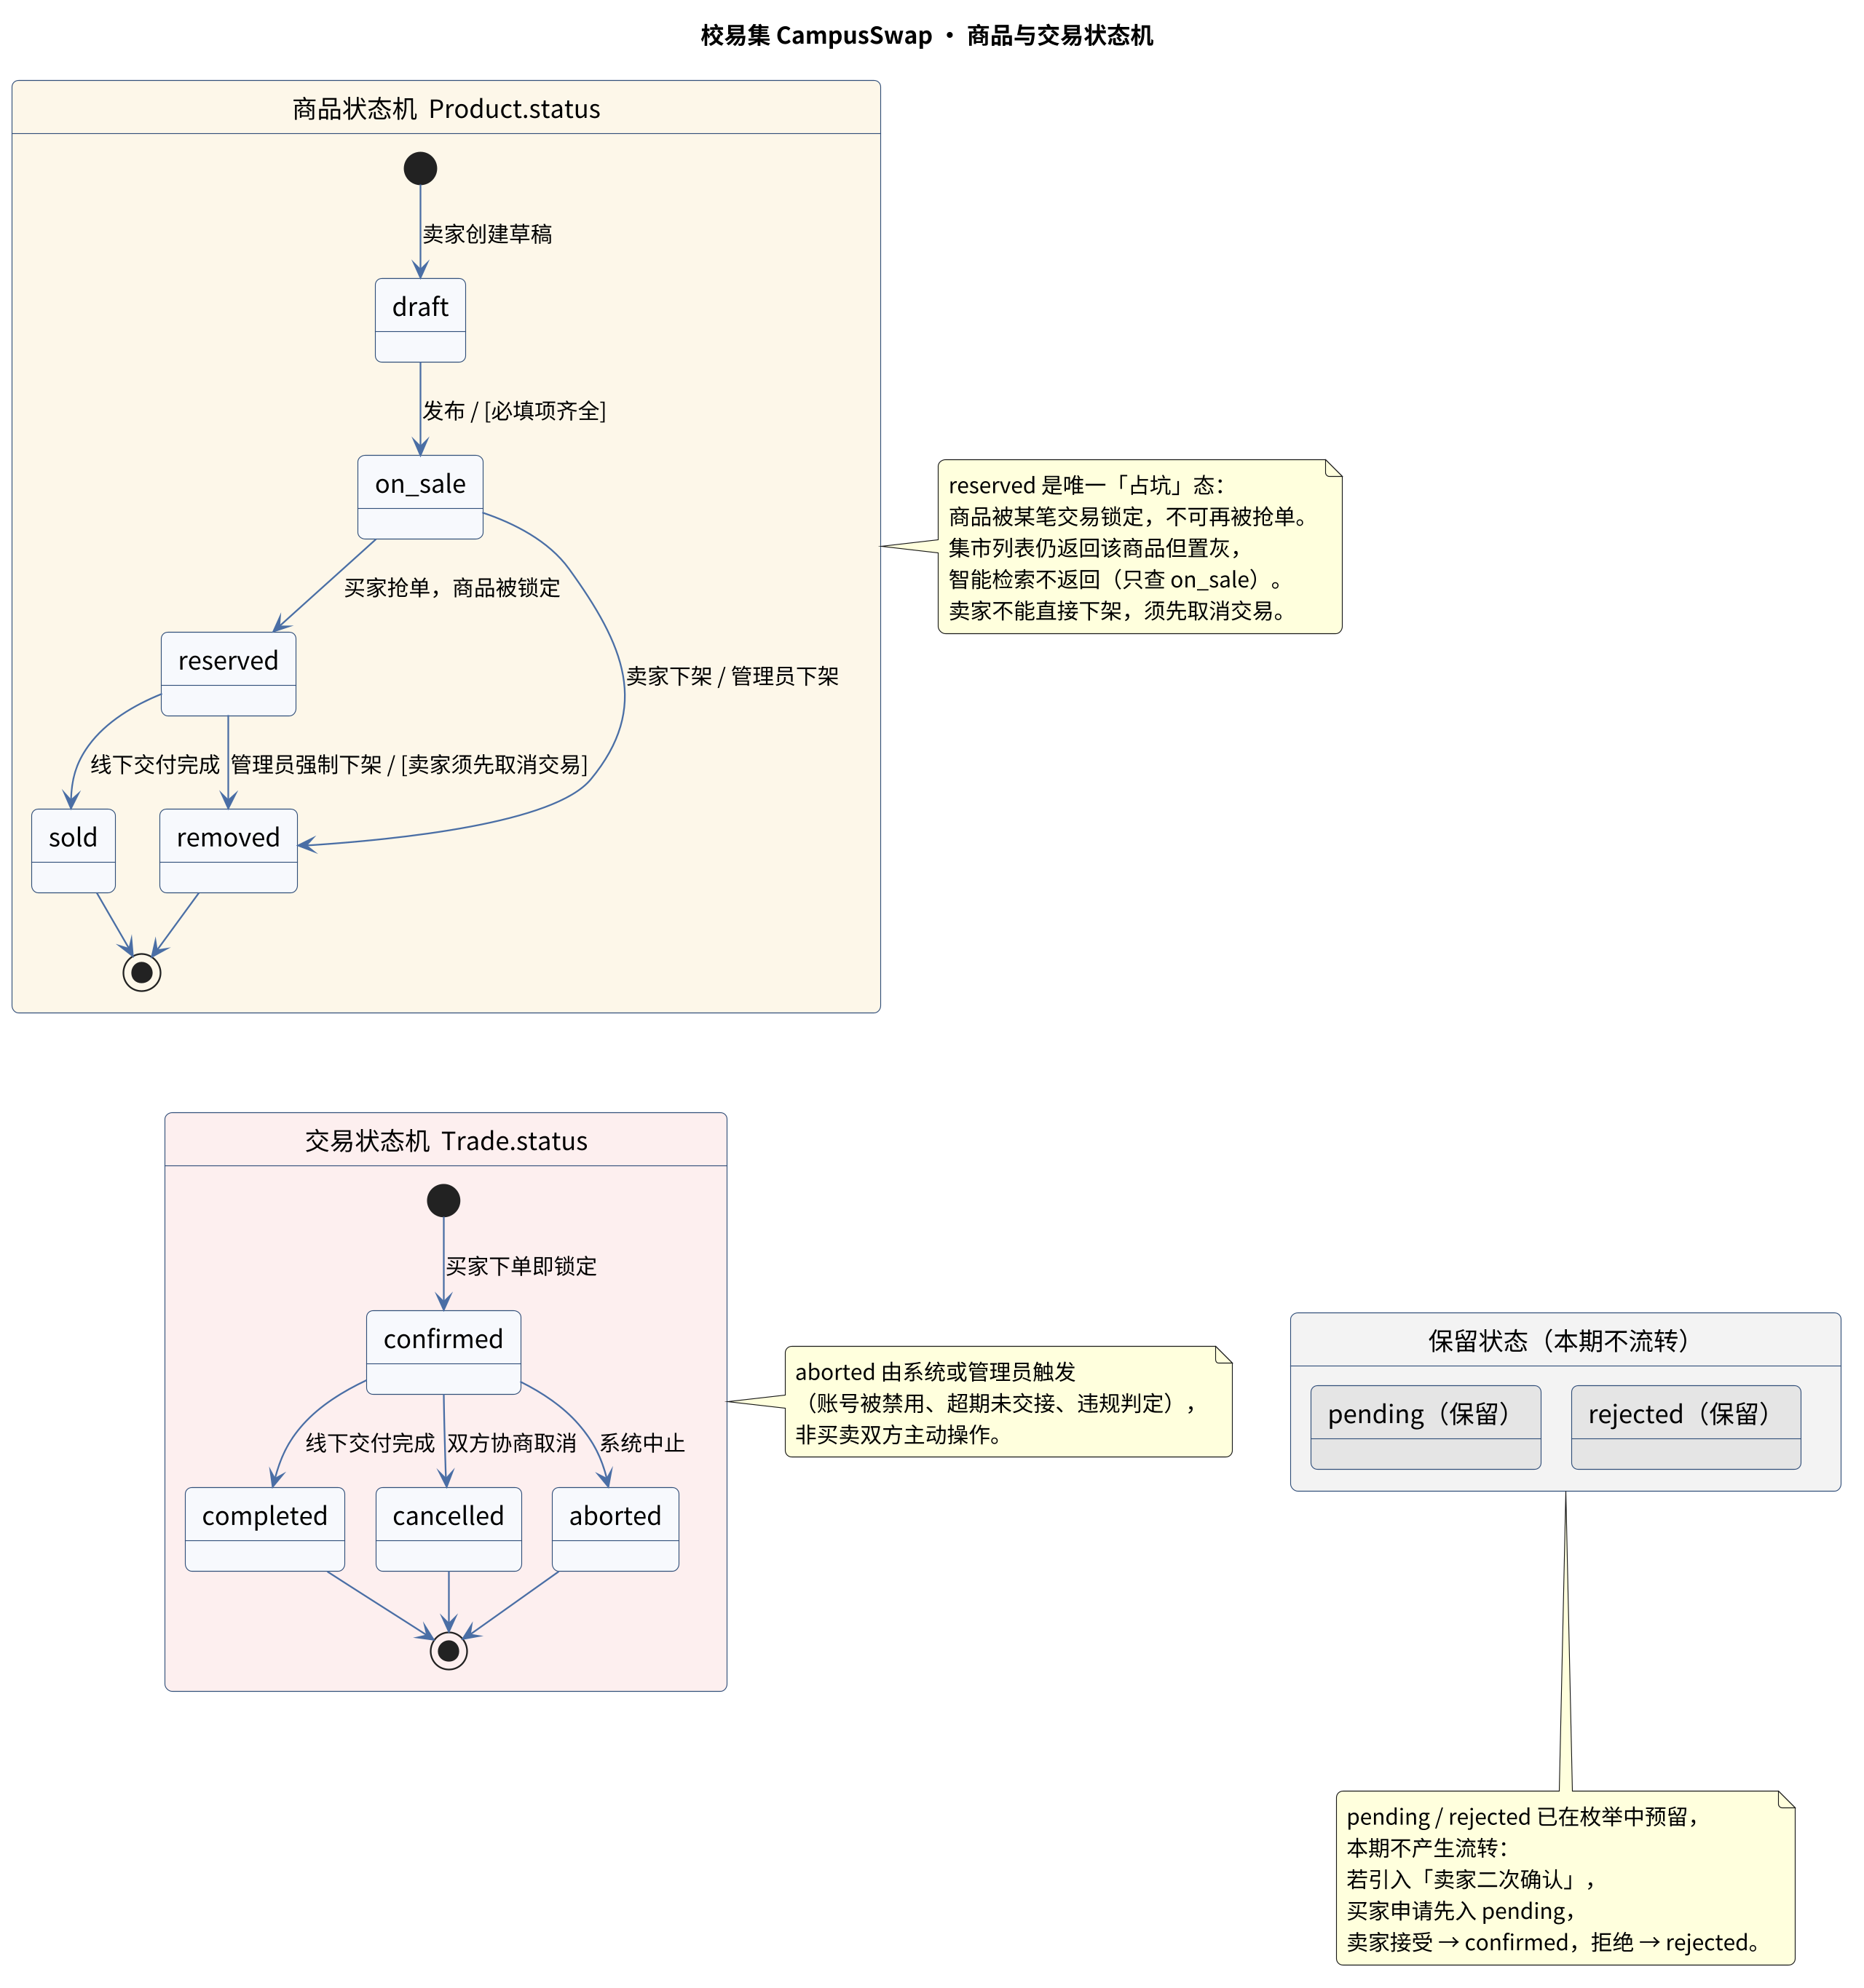 校易集 CampusSwap · 商品与交易状态机
商品状态机 Product.status
卖家创建草稿
draft
发布 / [必填项齐全]
on_sale
买家抢单，商品被锁定
reserved
卖家下架 / 管理员下架
线下交付完成
管理员强制下架 / [卖家须先取消交易]
sold
removed
reserved 是唯一「占坑」态：
商品被某笔交易锁定，不可再被抢单。
集市列表仍返回该商品但置灰，
智能检索不返回（只查 on_sale）。
卖家不能直接下架，须先取消交易。
交易状态机 Trade.status
买家下单即锁定
confirmed
线下交付完成
双方协商取消
系统中止
completed
cancelled
aborted
aborted 由系统或管理员触发
（账号被禁用、超期未交接、违规判定），
非买卖双方主动操作。
保留状态（本期不流转）
pending（保留）
rejected（保留）
pending / rejected 已在枚举中预留，
本期不产生流转：
若引入「卖家二次确认」，
买家申请先入 pending，
卖家接受 → confirmed，拒绝 → rejected。